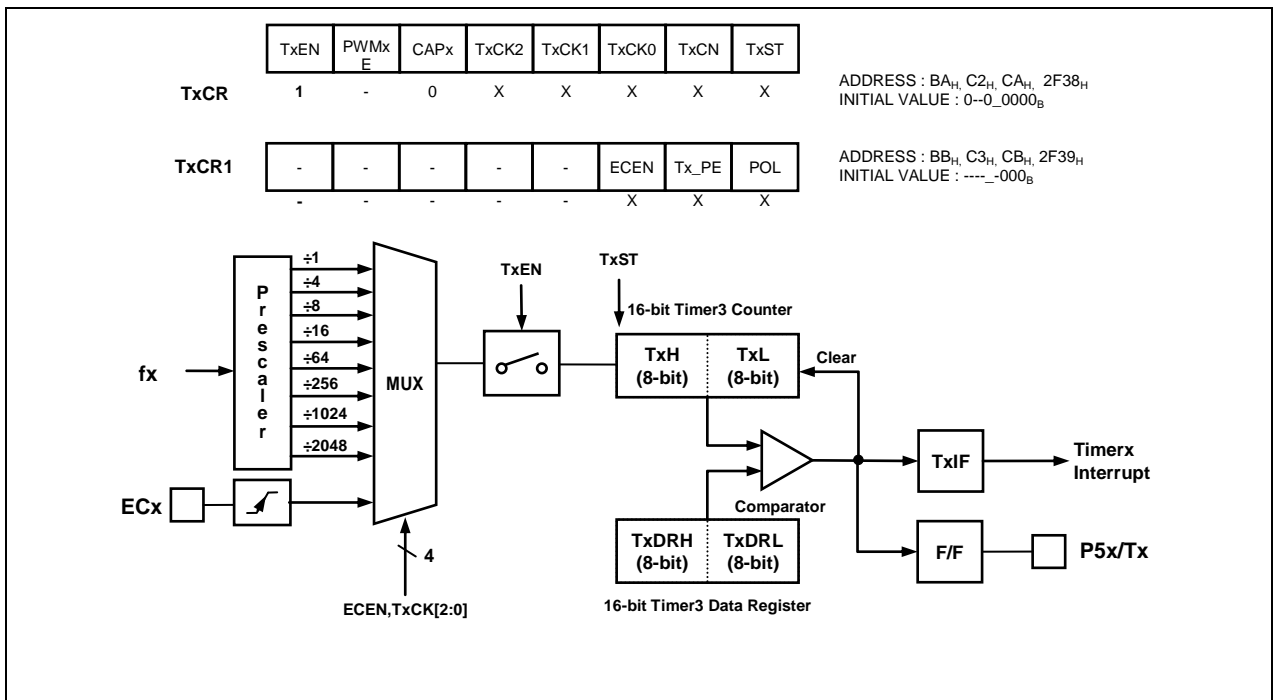 TxEN PWMx E CAPx TxCK2 TxCK1 TxCK0 TxCN TxST
TxCR 1 - 0 X X X X X
ADDRESS : BAH, C2H, CAH, 2F38H
INITIAL VALUE : 0--0_0000B
TxCR1 - - - - - ECEN Tx_PE POL
- - - - - X X X
ADDRESS : BBH, C3H, CBH, 2F39H
INITIAL VALUE : ----_-000B
fx
Prescaler
÷1
÷4
÷8
÷16
÷64
÷256
÷1024
÷2048
ECx
MUX
4
ECEN,TxCK[2:0]
TxEN
TxST
16-bit Timer3 Counter
TxH
(8-bit)
TxL
(8-bit)
Clear
Comparator
TxDRH
(8-bit)
TxDRL
(8-bit)
16-bit Timer3 Data Register
TxIF
Timerx
Interrupt
F/F
P5x/Tx